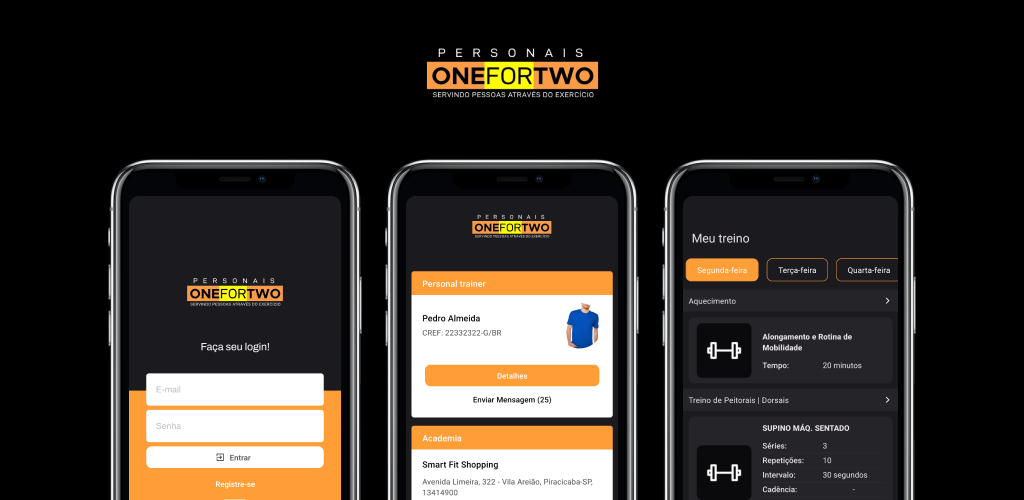 PERSONAIS
ONEFORTWO
SERVINDO PESSOAS ATRAVÉS DO EXERCÍCIO
PERSONAIS
ONEFORTWO
SERVINDO PESSOAS ATRAVÉS DO EXERCÍCIO
Faça seu login!
E-mail
Senha
Entrar
Registre-se
PERSONAIS
ONEFORTWO
SERVINDO PESSOAS ATRAVÉS DO EXERCÍCIO
Personal trainer
Pedro Almeida
CREF: 22332322-G/BR
Detalhes
Enviar Mensagem (25)
Academia
Smart Fit Shopping
Avenida Limeira, 322 - Vila Areião, Piracicaba-SP,
13414900
Meu treino
Segunda-feira Terça-feira Quarta-feira
Aquecimento
Alongamento e Rotina de
Mobilidade
Tempo: 20 minutos
Treino de Peitorais | Dorsais
SUPINO MÁQ. SENTADO
Séries: 3
Repetições: 10
Intervalo: 30 segundos
Cadência: -